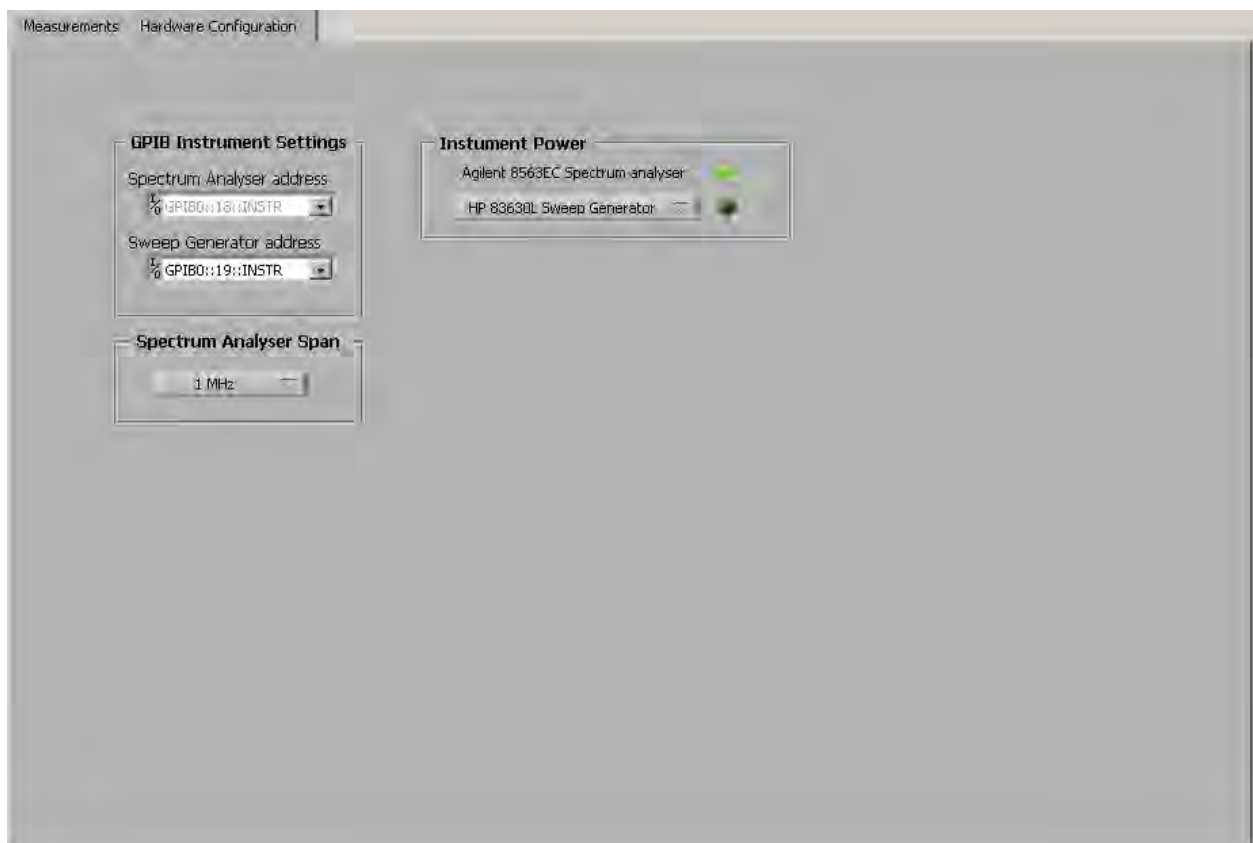 Measurements Hardware Configuration
GPIB Instrument Settings
Spectrum Analyser address
I/O GPIB0::18::INSTR
Sweep Generator address
I/O GPIB0::19::INSTR
Spectrum Analyser Span
1 MHz
Instument Power
Agilent 8563EC Spectrum analyser
HP 83630L Sweep Generator